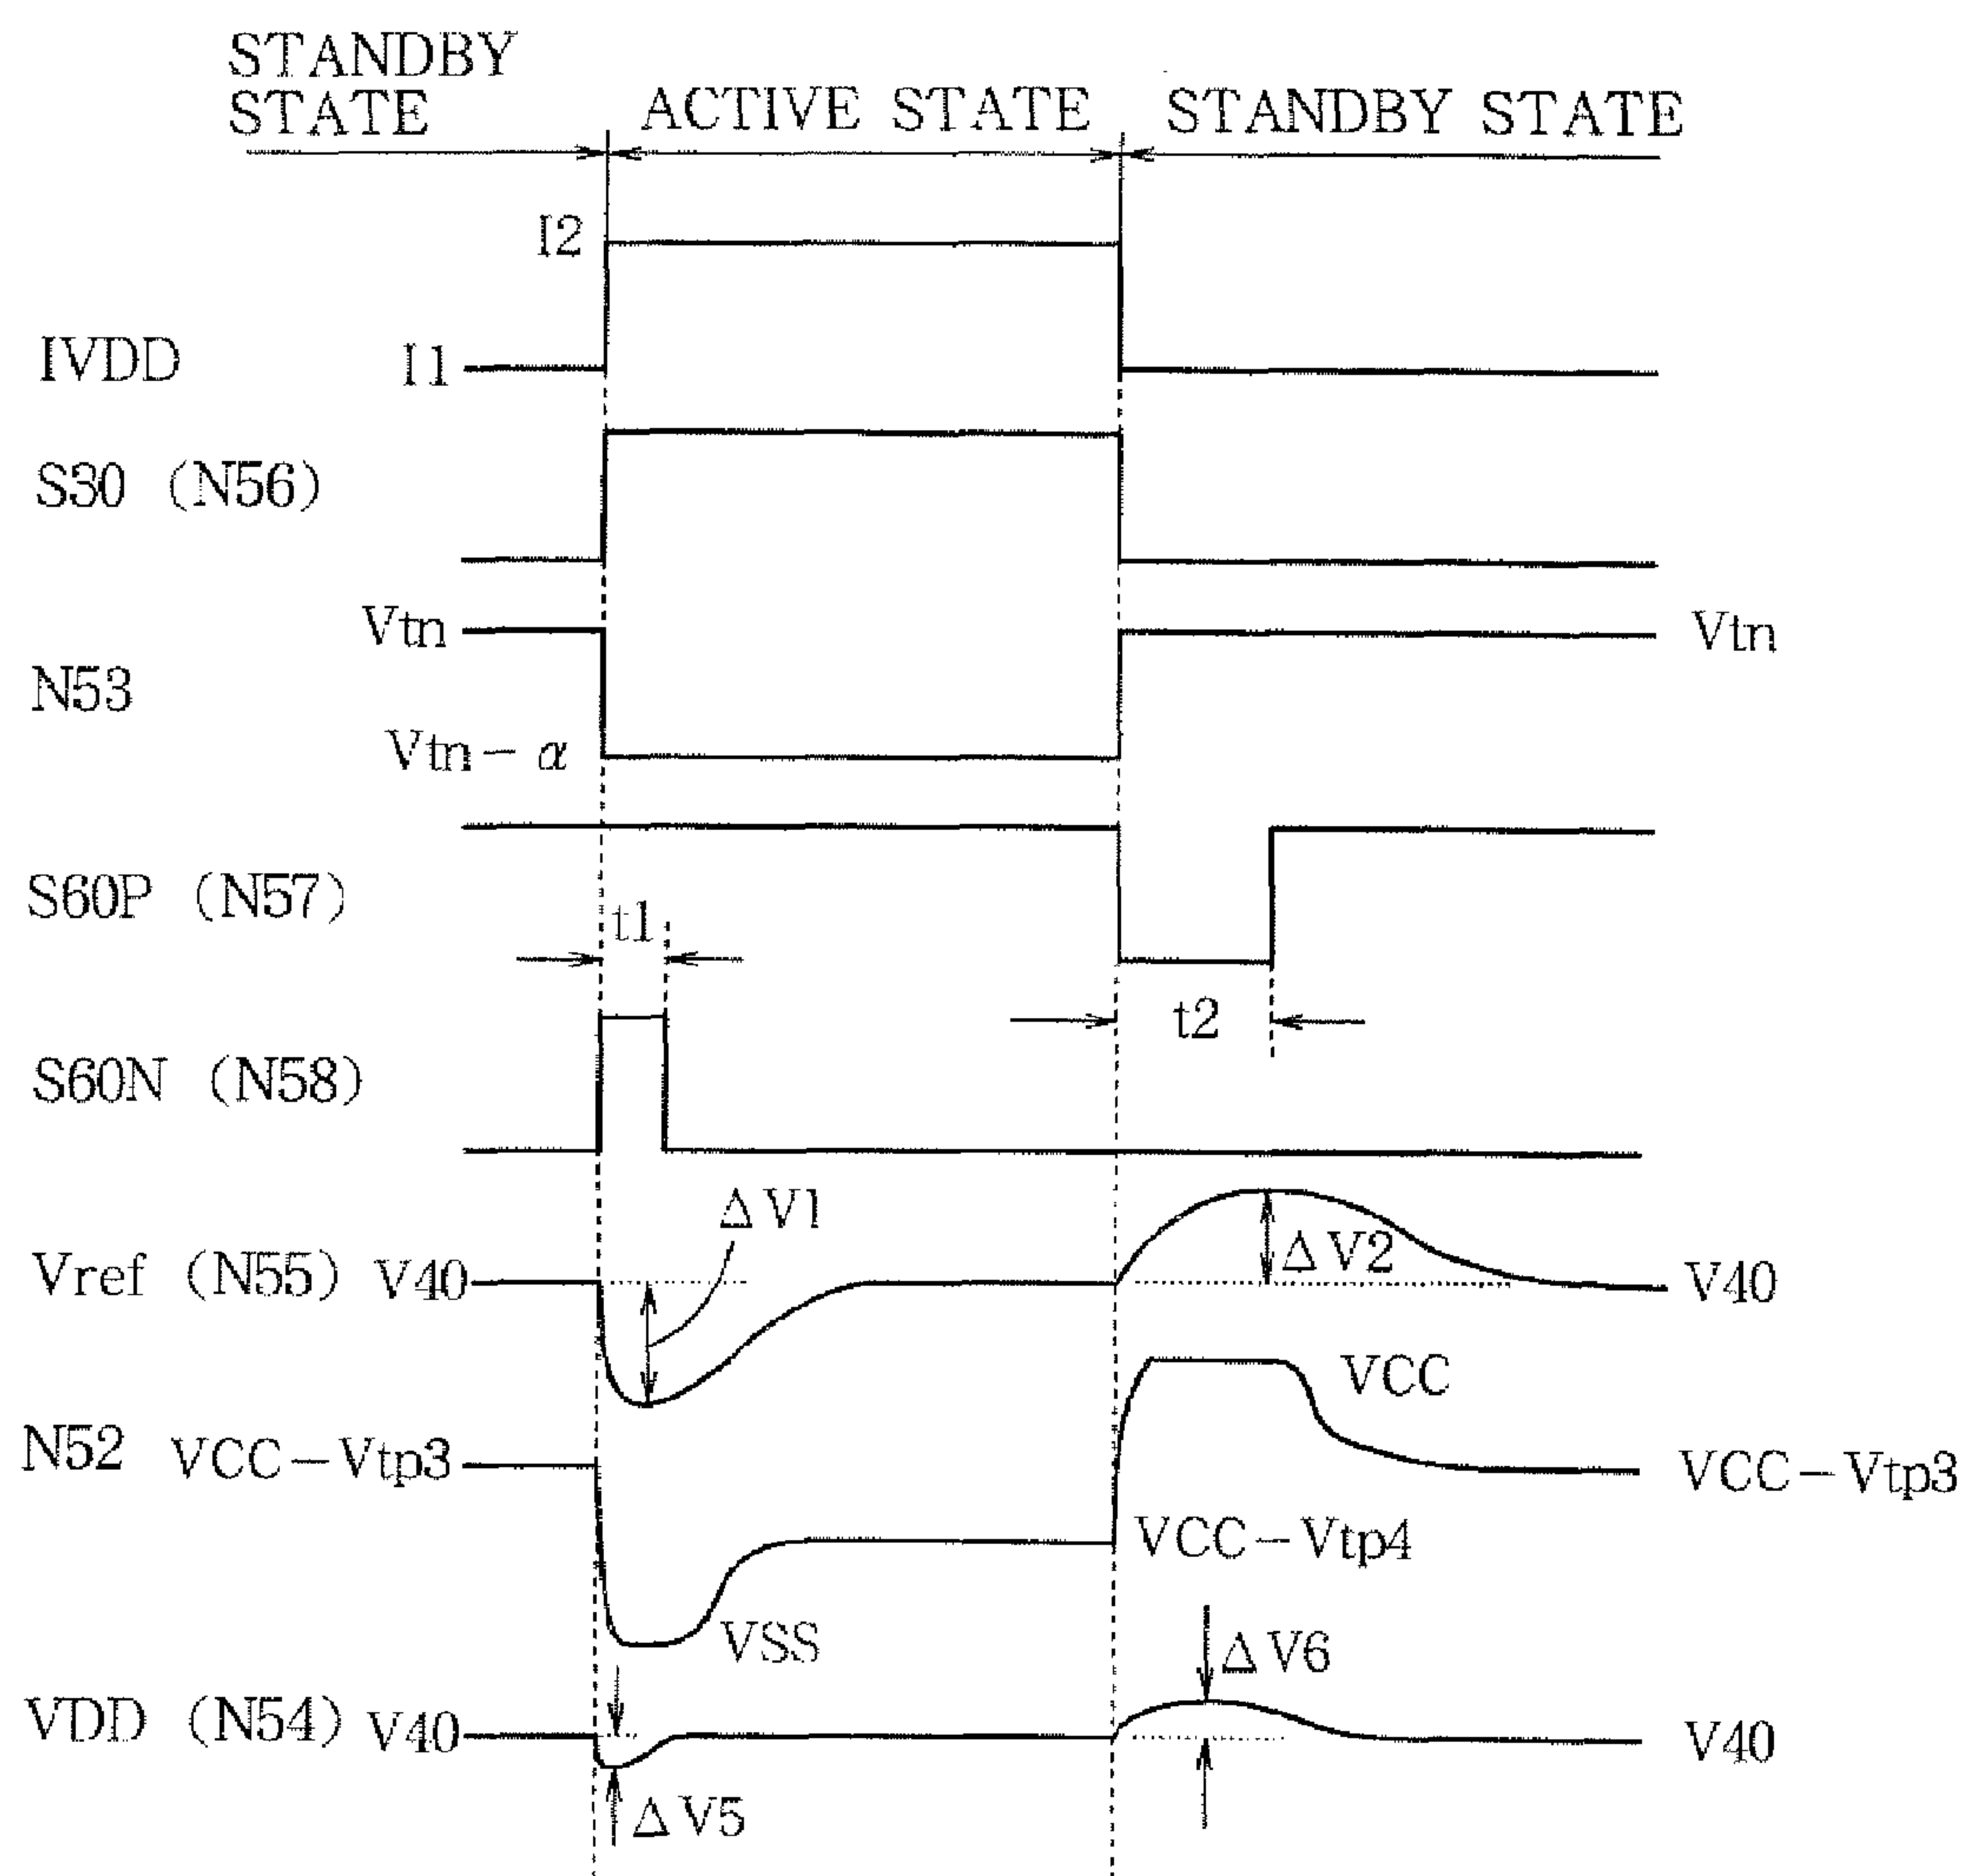 STANDBY
STATE
ACTIVE STATE
STANDBY STATE
I2
IVDD
I1
S30 (N56)
Vtn
Vtn
N53
Vtn－α
S60P (N57)
t1
t2
S60N (N58)
ΔV1
ΔV2
Vref (N55)
V40
V40
VCC
N52
VCC－Vtp3
VCC－Vtp3
VCC－Vtp4
VSS
ΔV6
VDD (N54)
V40
V40
ΔV5